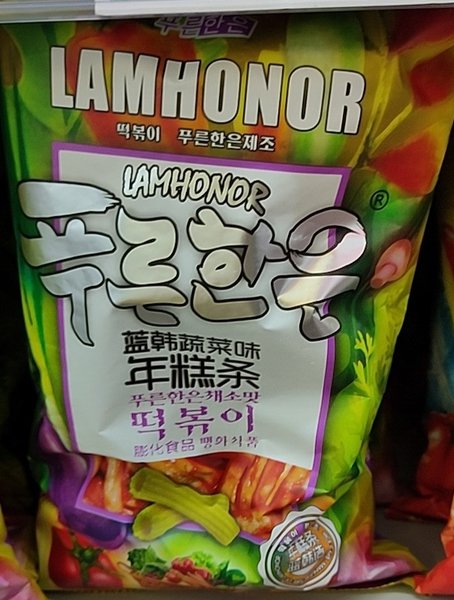 푸른한은
LAMHONOR
떡볶이 푸른한은제조
LAMHONOR
푸른한은
®
蓝韩蔬菜味
年糕条
푸른한은채소맛
떡볶이
膨化食品 팽화식품